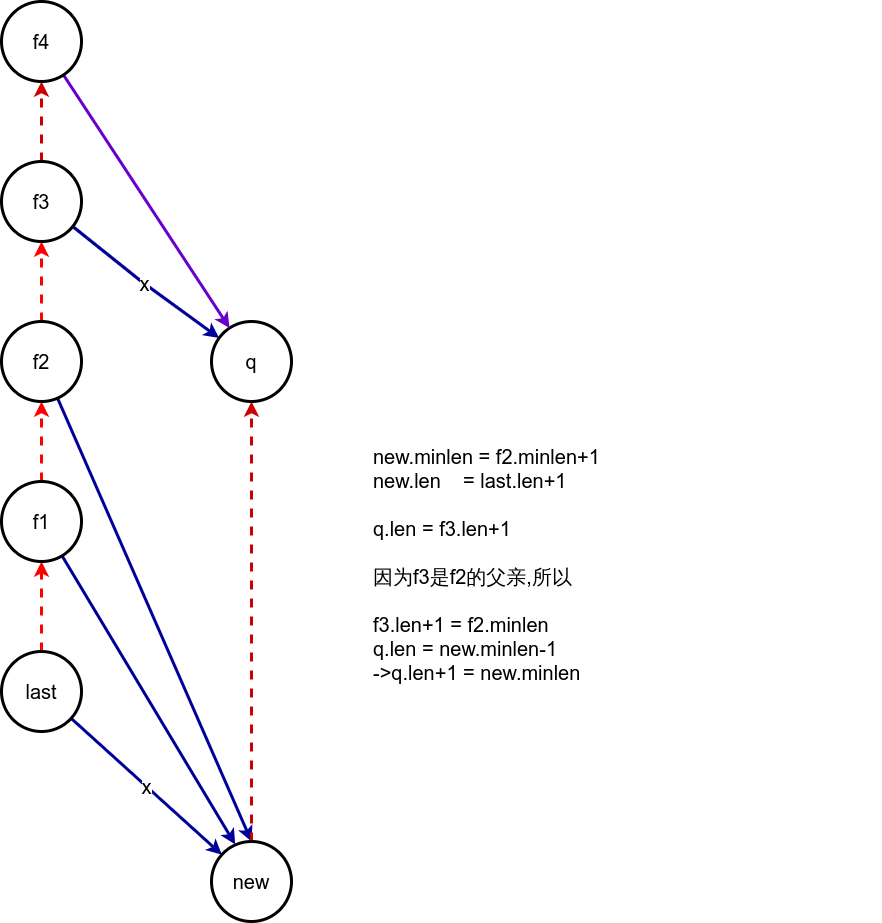 f4
f3
x
f2
q
new.minlen = f2.minlen+1
new.len = last.len+1
q.len = f3.len+1
f1
因为f3是f2的父亲,所以
f3.len+1 = f2.minlen
q.len = new.minlen-1
->q.len+1 = new.minlen
last
x
new